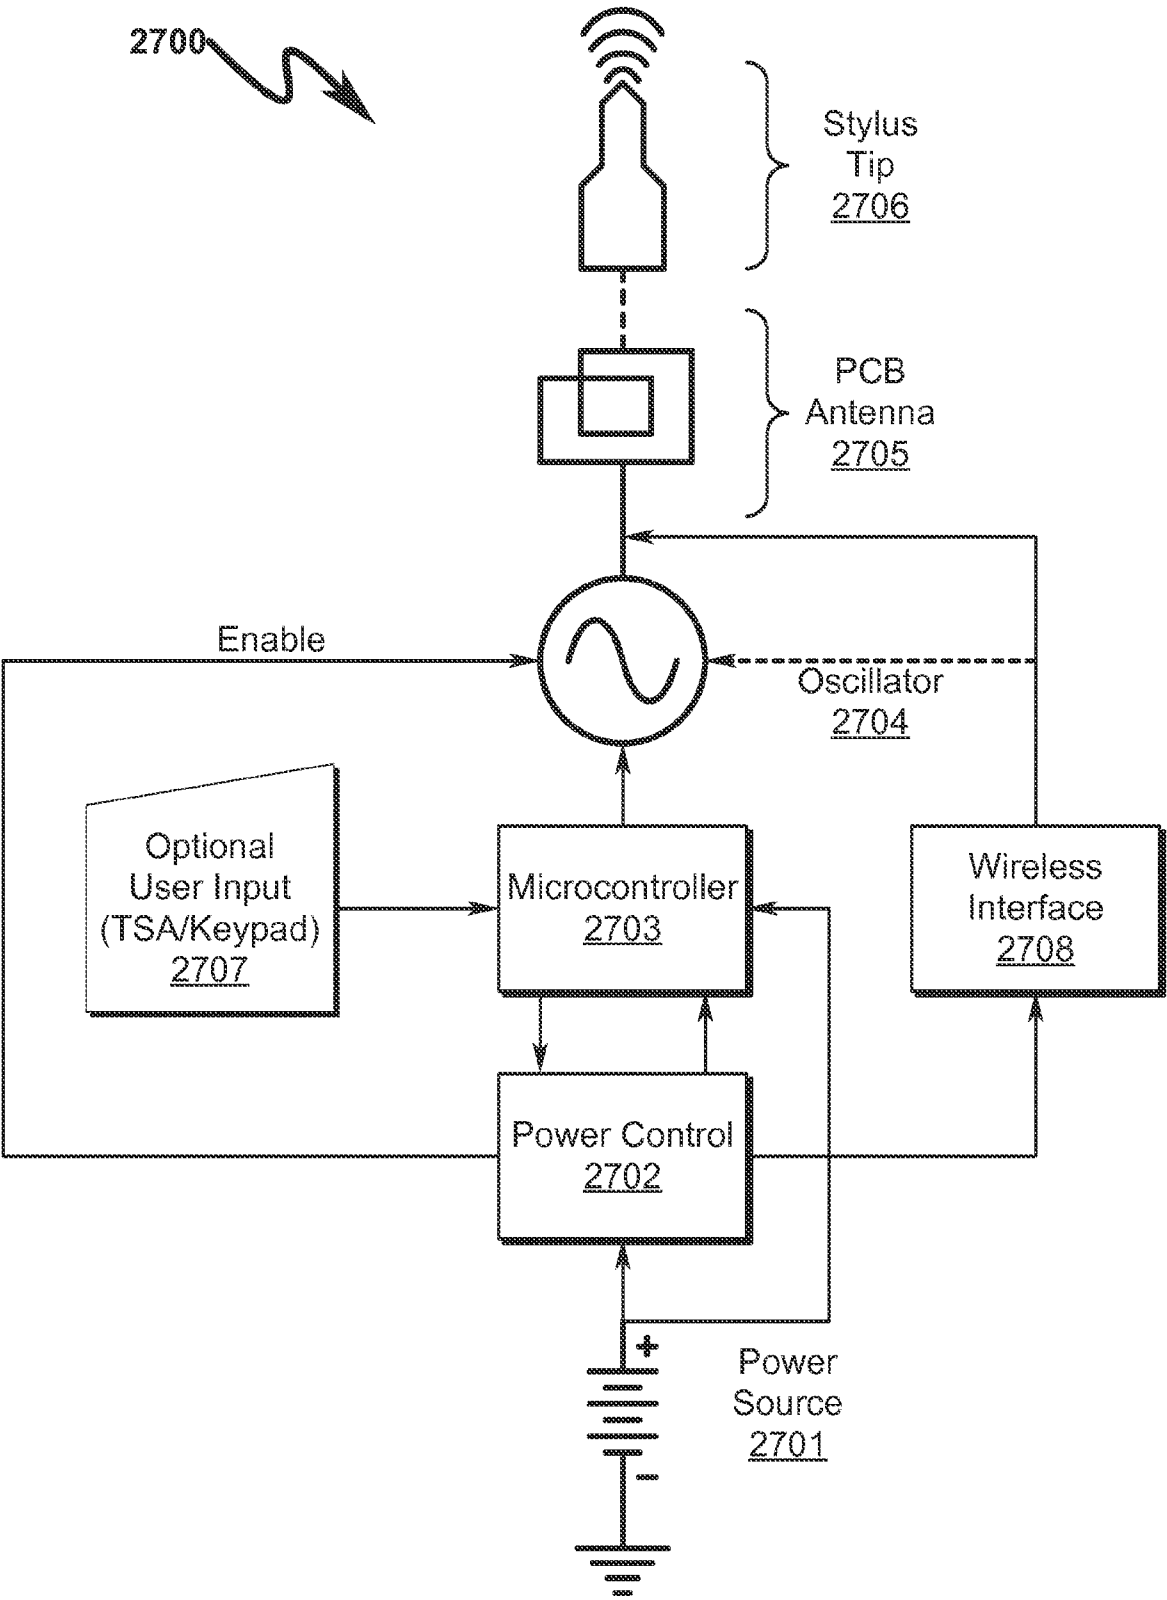 2700
Stylus
Tip
2706
PCB
Antenna
2705
Enable
Oscillator
2704
Optional
User Input
(TSA/Keypad)
2707
Microcontroller
2703
Wireless
Interface
2708
Power Control
2702
+
Power
Source
2701
–